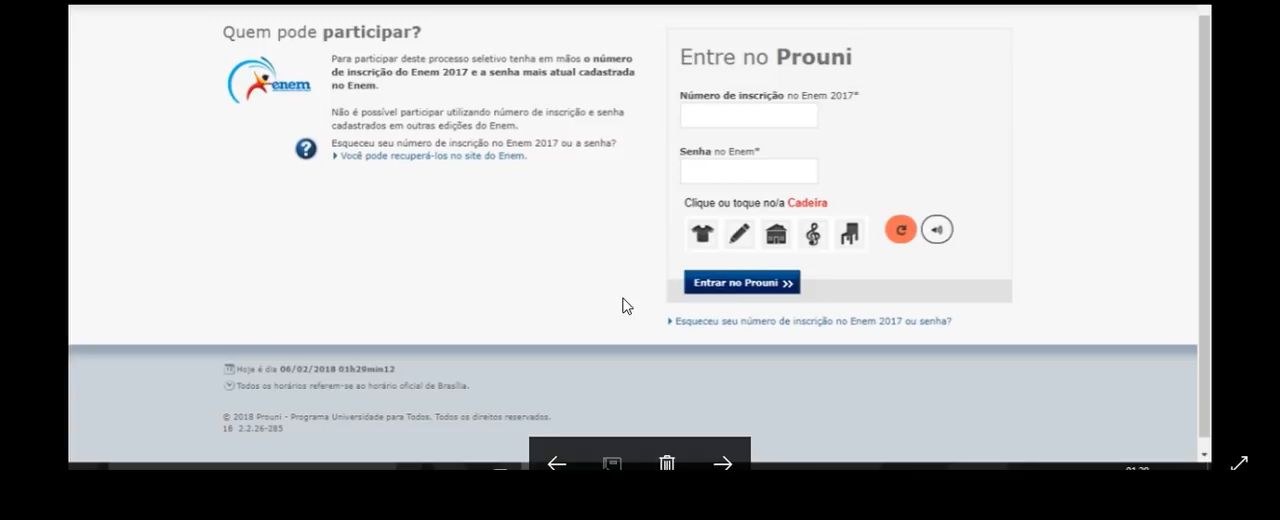 Quem pode participar?
enem
Para participar deste processo seletivo tenha em mãos o número
de inscrição do Enem 2017 e a senha mais atual cadastrada
no Enem.
Não é possível participar utilizando número de inscrição e senha
cadastrados em outras edições do Enem.
? Esqueceu seu número de inscrição no Enem 2017 ou a senha?
Você pode recuperá-los no site do Enem.
Entre no Prouni
Número de inscrição no Enem 2017*
Senha no Enem*
Clique ou toque no/a Cadeira
Entrar no Prouni
Esqueceu seu número de inscrição no Enem 2017 ou senha?
Hoje é dia 06/02/2018 01h29min12
Todos os horários referem-se ao horário oficial de Brasília.
© 2018 Prouni - Programa Universidade para Todos. Todos os direitos reservados.
18 2.2.26-285